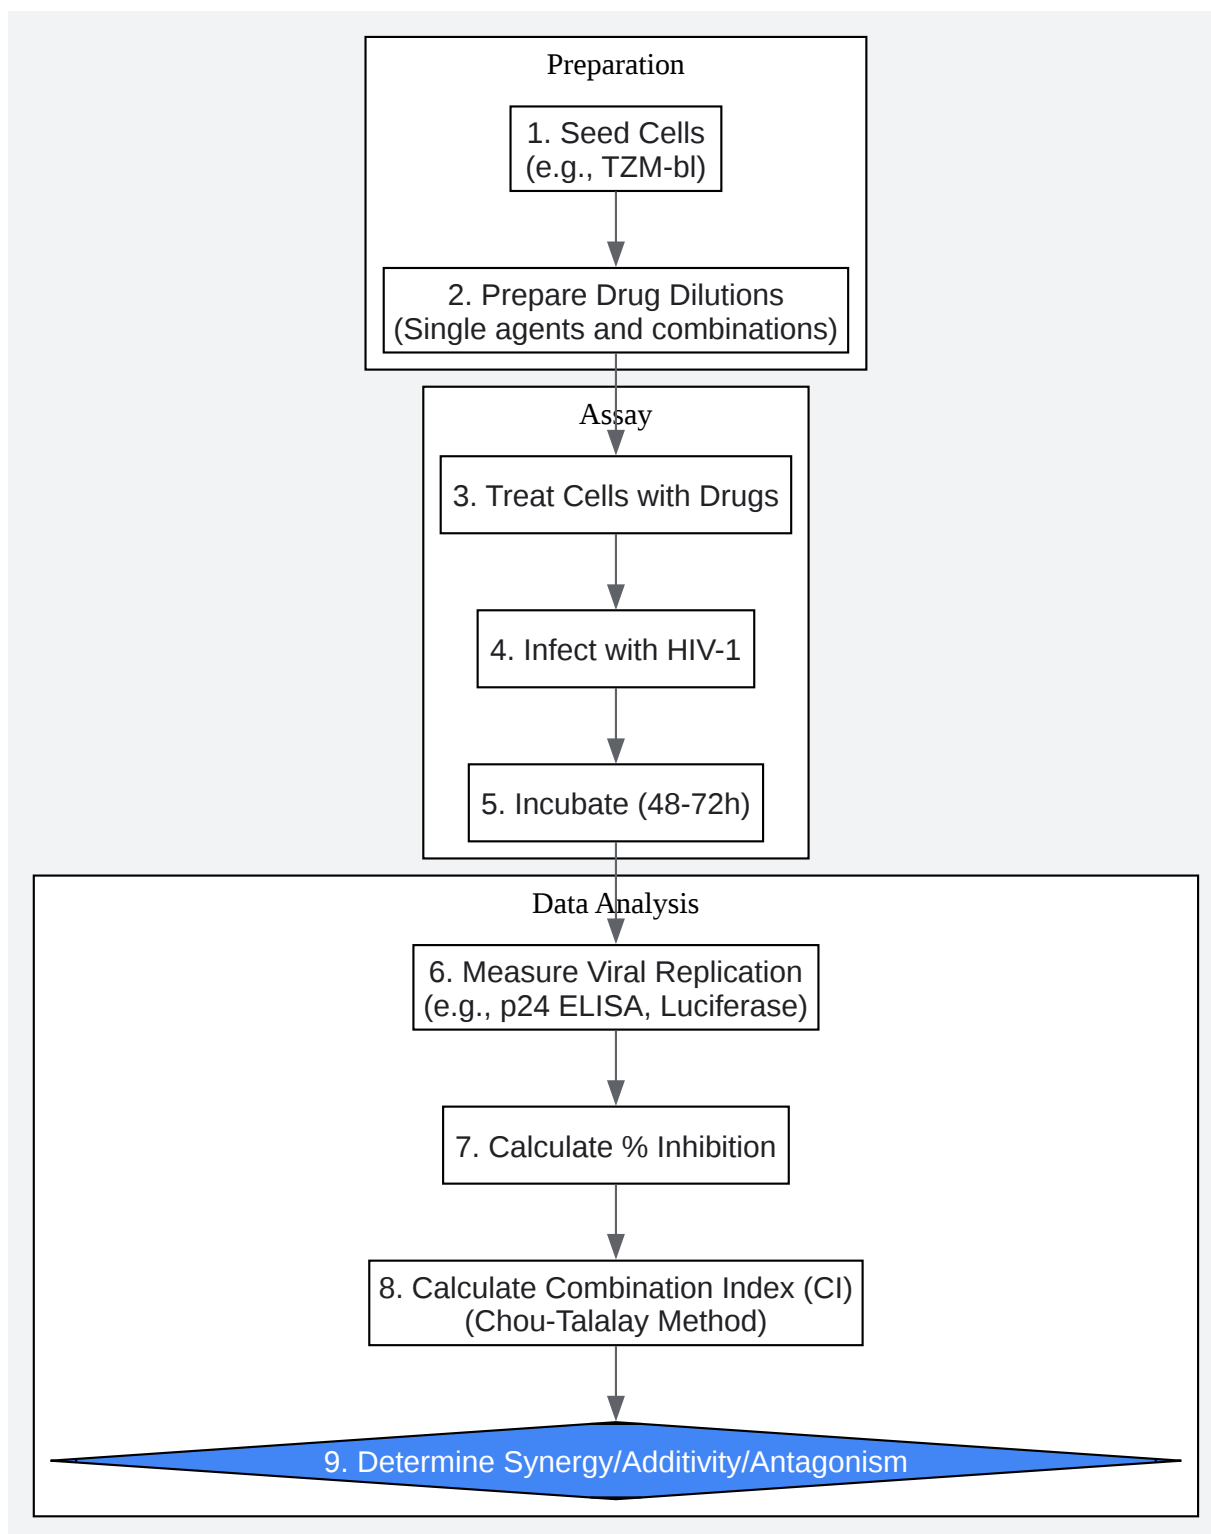 Preparation
1. Seed Cells
(e.g., TZM-bl)
2. Prepare Drug Dilutions
(Single agents and combinations)
Assay
3. Treat Cells with Drugs
4. Infect with HIV-1
5. Incubate (48-72h)
Data Analysis
6. Measure Viral Replication
(e.g., p24 ELISA, Luciferase)
7. Calculate % Inhibition
8. Calculate Combination Index (CI)
(Chou-Talalay Method)
9. Determine Synergy/Additivity/Antagonism